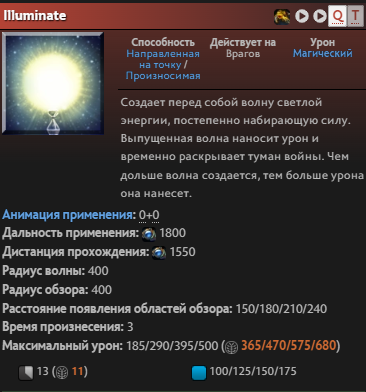 Illuminate Q T
Способность Действует на Урон
Направленная Врагов Магический
на точку /
Произносимая
Создает перед собой волну светлой
энергии, постепенно набирающую силу.
Выпущенная волна наносит урон и
временно раскрывает туман войны. Чем
дольше волна создается, тем больше урона
она нанесет.
Анимация применения: 0+0
Дальность применения: 1800
Дистанция прохождения: 1550
Радиус волны: 400
Радиус обзора: 400
Расстояние появления областей обзора: 150/180/210/240
Время произнесения: 3
Максимальный урон: 185/290/395/500 ( 365/470/575/680)
13 ( 11) 100/125/150/175